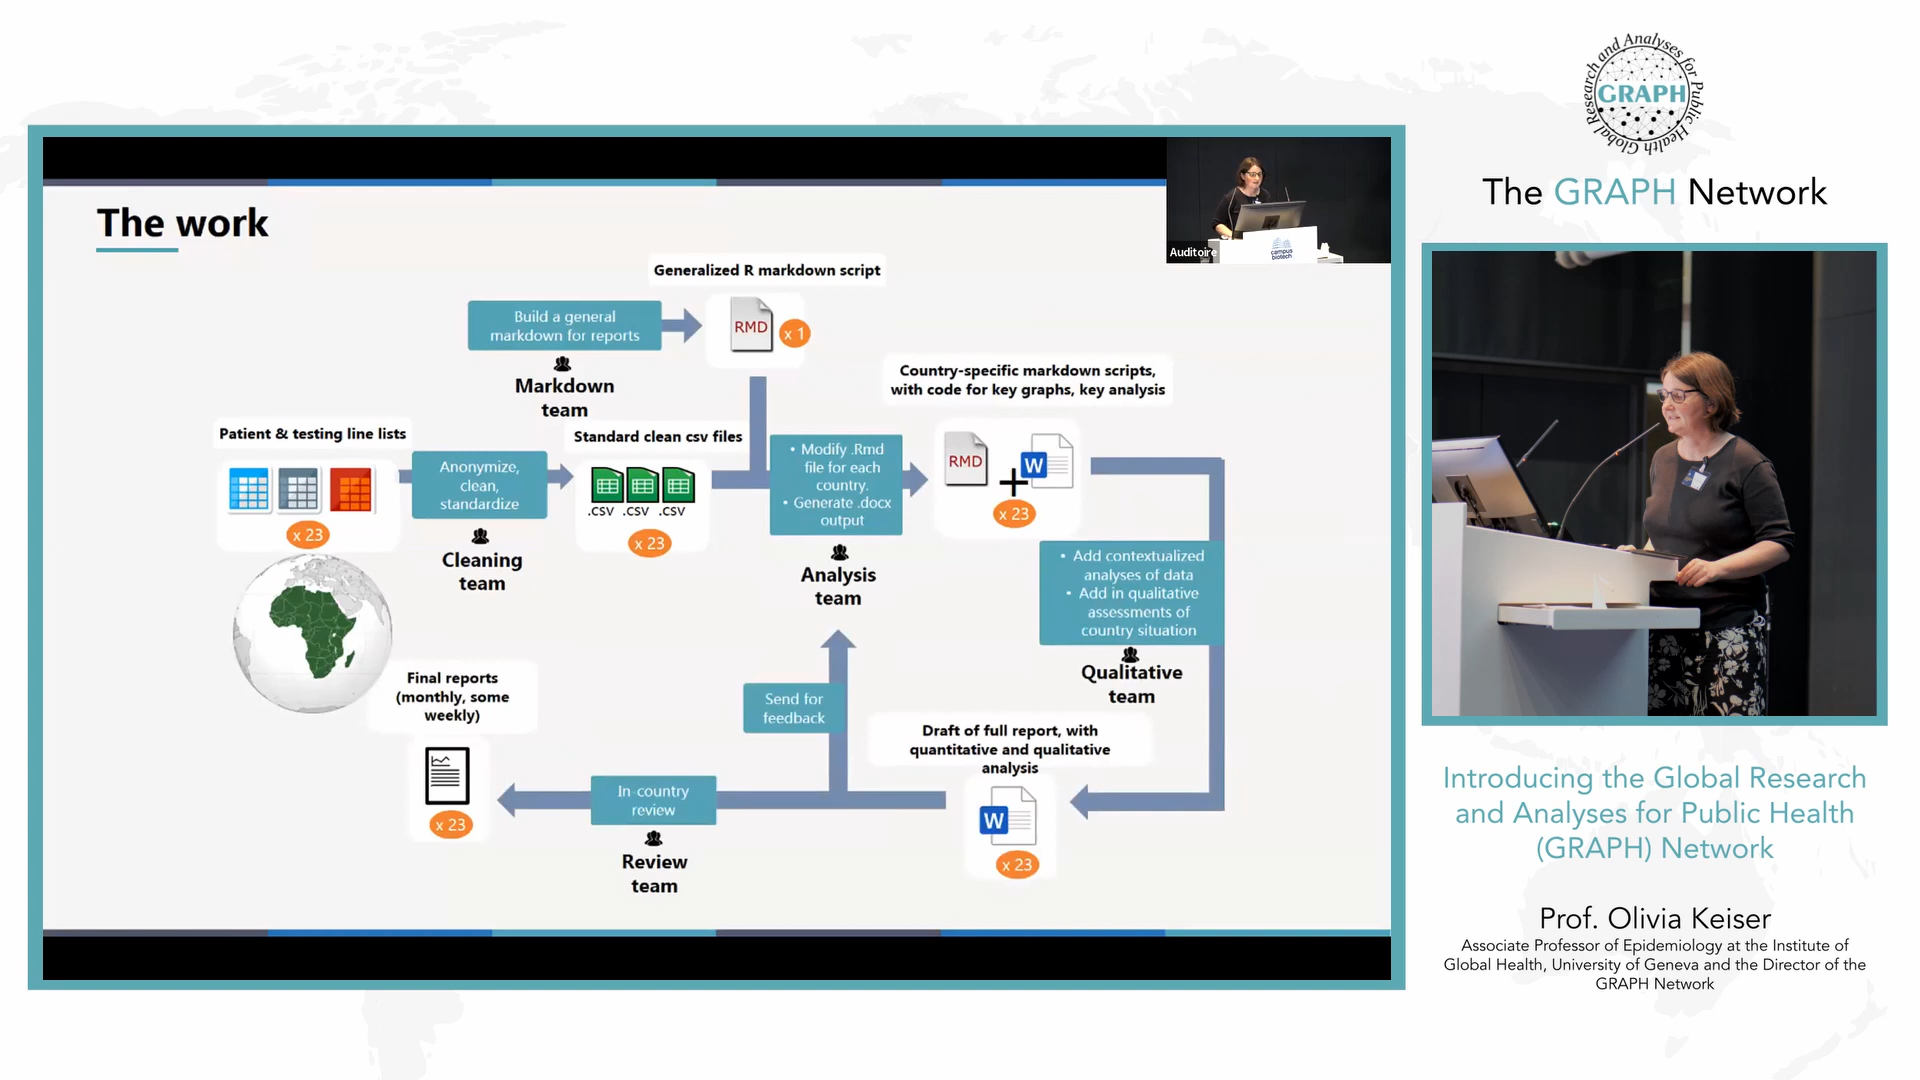 The work
Auditoire
campus
biotech
Generalized R markdown script
Build a general
markdown for reports
RMD
x 1
Markdown
team
Country-specific markdown scripts,
with code for key graphs, key analysis
Patient & testing line lists
Standard clean csv files
Anonymize,
clean,
standardize
.CSV .CSV .CSV
• Modify .Rmd
file for each
country.
• Generate .docx
output
RMD
+
W
x 23
x 23
x 23
Cleaning
team
Analysis
team
• Add contextualized
analyses of data
• Add in qualitative
assessments of
country situation
Qualitative
team
Final reports
(monthly, some
weekly)
Send for
feedback
Draft of full report, with
quantitative and qualitative
analysis
In-country
review
W
x 23
x 23
Review
team
Global Research and Analyses for Public Health
GRAPH
The GRAPH Network
Introducing the Global Research
and Analyses for Public Health
(GRAPH) Network
Prof. Olivia Keiser
Associate Professor of Epidemiology at the Institute of
Global Health, University of Geneva and the Director of the
GRAPH Network